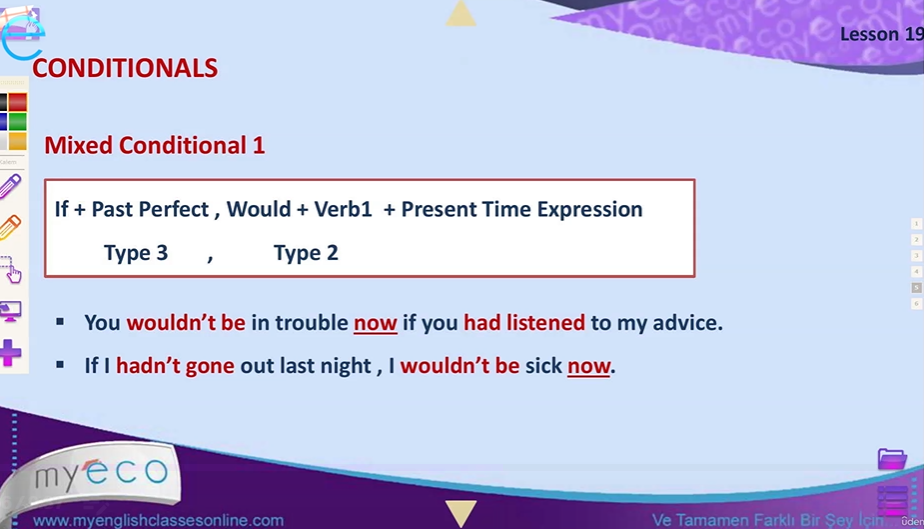 Lesson 19
CONDITIONALS
Mixed Conditional 1
If + Past Perfect , Would + Verb1 + Present Time Expression
Type 3 , Type 2
▪ You wouldn't be in trouble now if you had listened to my advice.
▪ If I hadn't gone out last night , I wouldn't be sick now.
1
2
3
4
5
6
myeco
www.myenglishclassesonline.com
Ve Tamamen Farklı Bir Şey İçin...